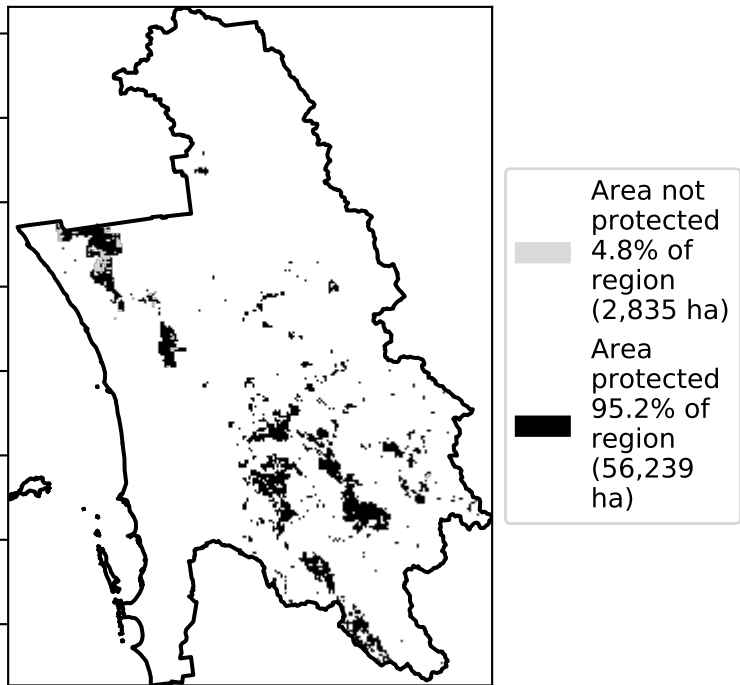 Area not
protected
4.8% of
region
(2,835 ha)
Area
protected
95.2% of
region
(56,239
ha)